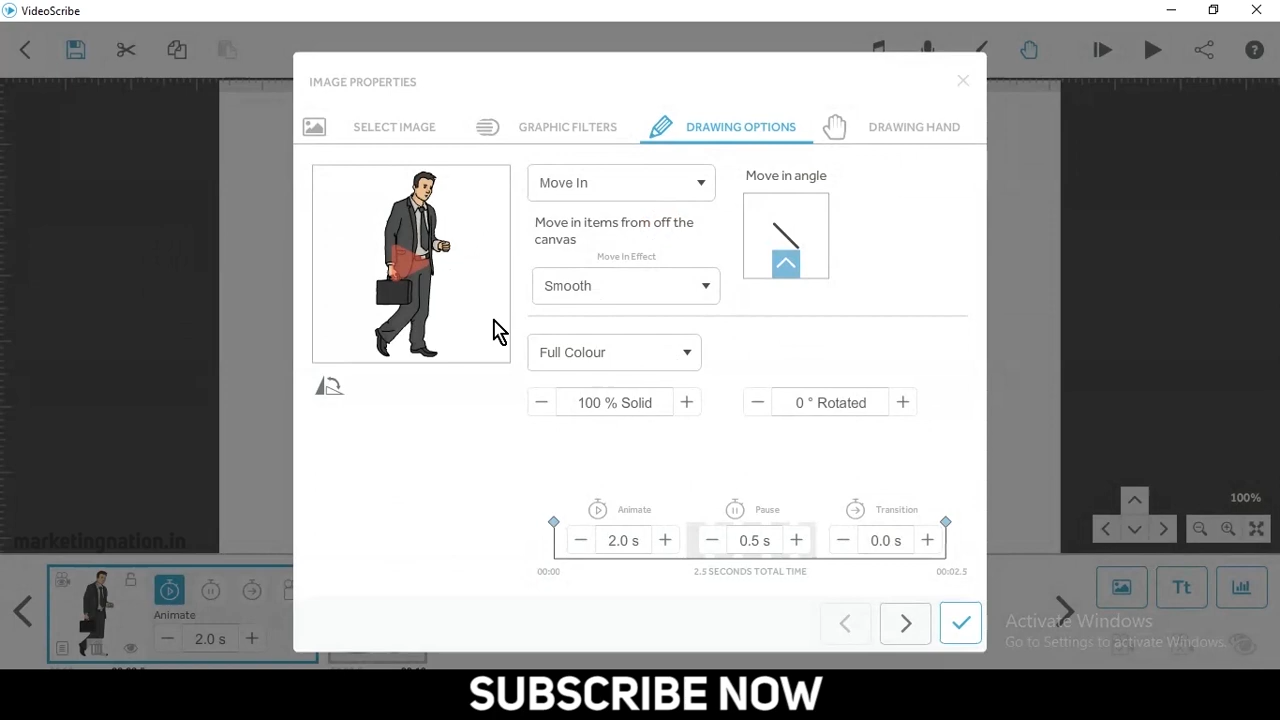 VideoScribe
IMAGE PROPERTIES
SELECT IMAGE
GRAPHIC FILTERS
DRAWING OPTIONS
DRAWING HAND
Move In
Move in angle
Move in items from off the
canvas
Move In Effect
Smooth
Full Colour
100 % Solid
0 ° Rotated
Animate
Pause
Transition
2.0 s
0.5 s
0.0 s
00:00
2.5 SECONDS TOTAL TIME
00:02.5
100%
marketingnation.in
Animate
2.0 s
Tt
Activate Windows
Go to Settings to activate Windows.
SUBSCRIBE NOW